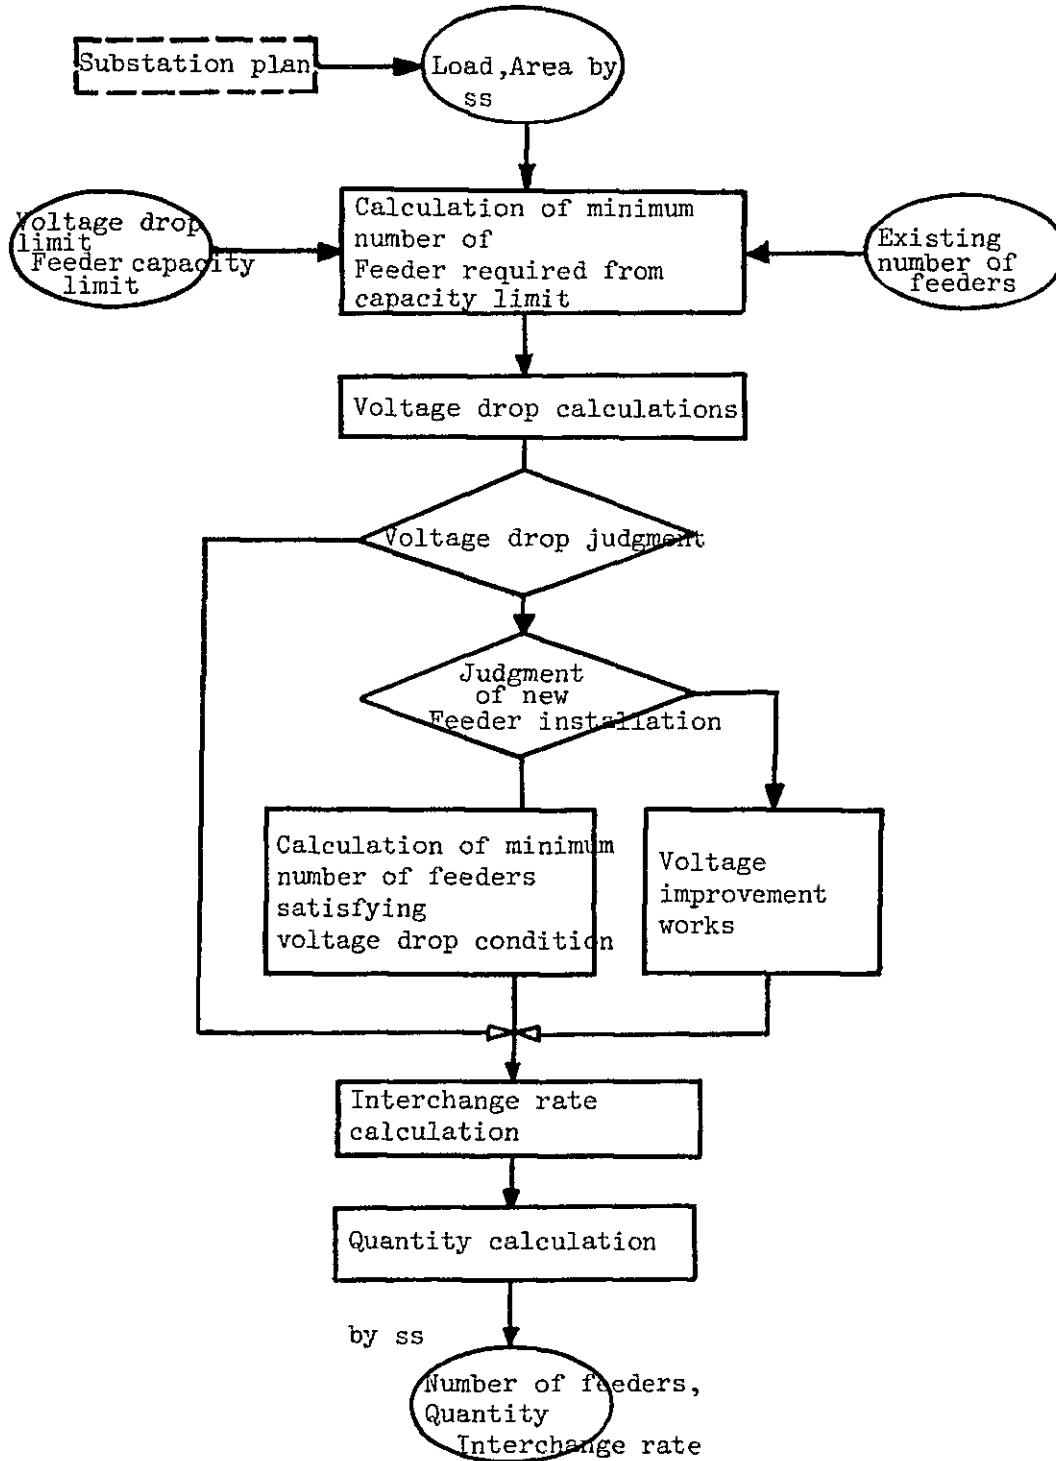 Substation plan
Load,Area by
ss
Voltage drop
limit
Feeder capacity
limit
Calculation of minimum
number of
Feeder required from
capacity limit
Existing
number of
feeders
Voltage drop calculations
Voltage drop judgment
Judgment
of new
Feeder installation
Calculation of minimum
number of feeders
satisfying
voltage drop condition
Voltage
improvement
works
Interchange rate
calculation
Quantity calculation
by ss
Number of feeders,
Quantity
Interchange rate